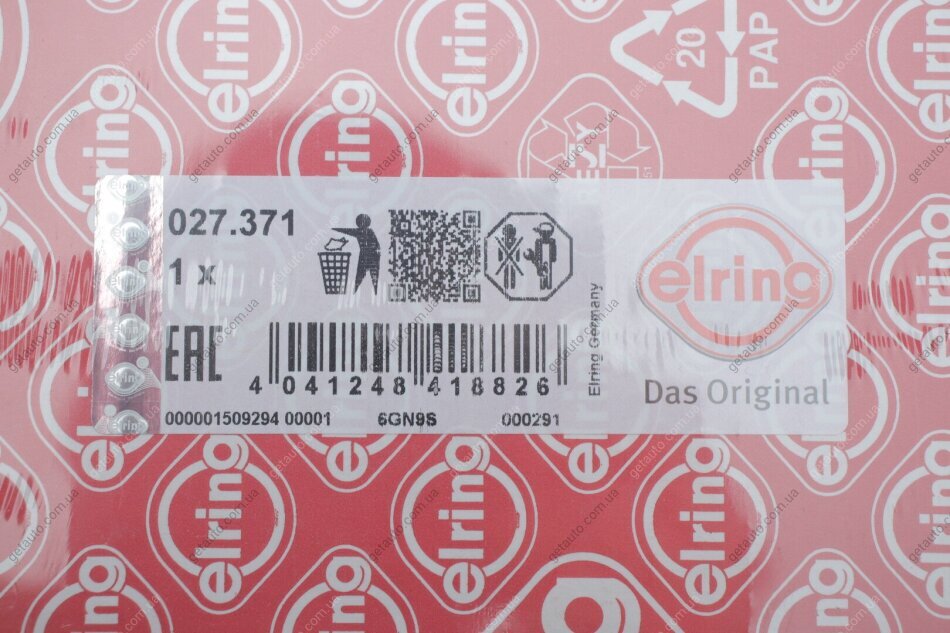 elring
20
PAP
027.371
1 x
EAC
4 041248 418826
000001509294 00001 6GN9S 000291
Elring Germany
elring
Das Original
getauto.com.ua